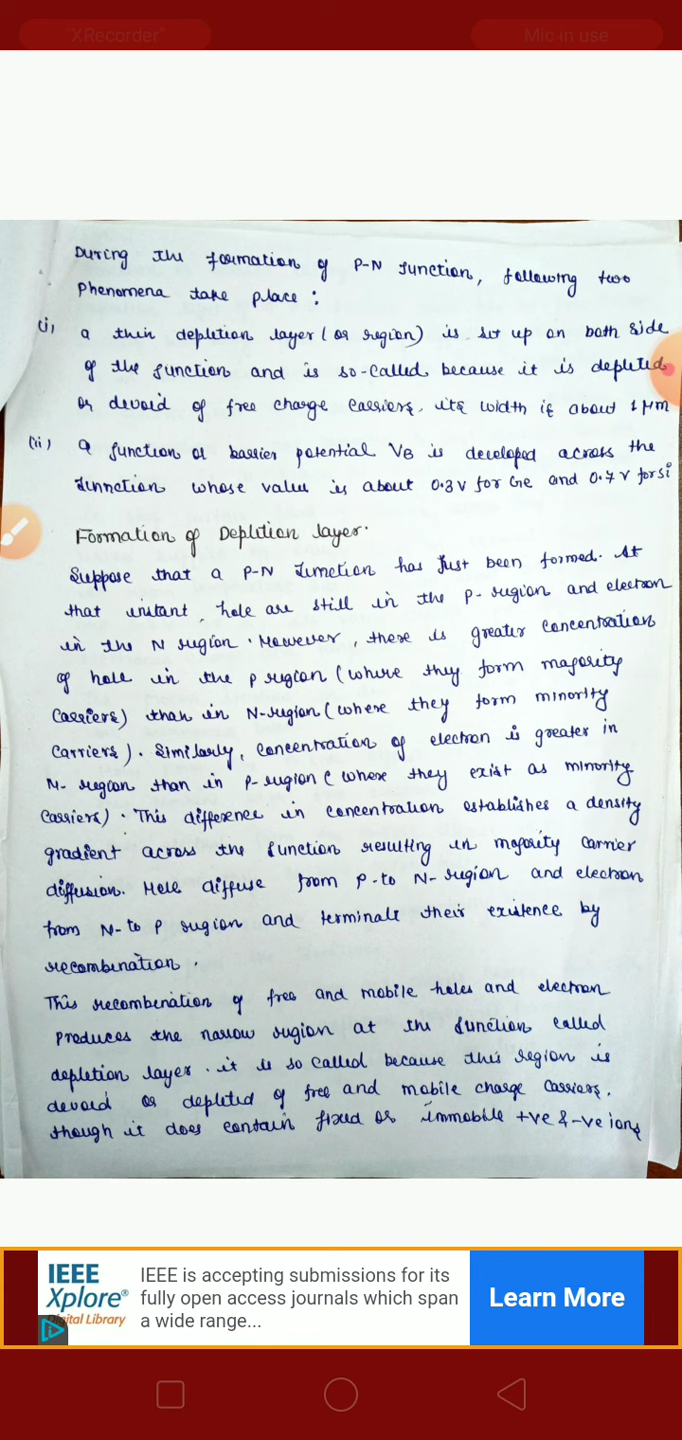 "XRecorder"
Mic in use
During the formation of P-N Junction, following two
Phenomena take place :
(i) a thin depletion layer (or region) is set up on both side
of the junction and is so-called because it is depleted
or devoid of free charge carriers. its width is about 1 μm
(ii) a junction or barrier potential VB is developed across the
Junnction whose value is about 0.3 v for Ge and 0.7 v for si
Formation of Depletion layer.
Suppose that a P-N Junction has Just been formed. At
that instant, hole are still in the P-region and electron
in the N region. However, there is greater concentration
of hole in the p region (where they form majority
carriers) than in N-region (where they form minority
carriers). Similarly, concentration of electron is greater in
N-region than in P-region (where they exist as minority
carriers). This difference in concentration establishes a density
gradient across the junction resulting in majority carrier
diffusion. Hole diffuse from P-to N-region and electron
from N-to P region and terminate their existence by
recombination.
This recombination of free and mobile holes and electron
produces the narrow region at the junction called
depletion layer. it is so called because this region is
devoid or depleted of free and mobile charge carriers.
though it does contain fixed or immobile +ve & -ve ions
IEEE
Xplore®
Digital Library
IEEE is accepting submissions for its
fully open access journals which span
a wide range...
Learn More